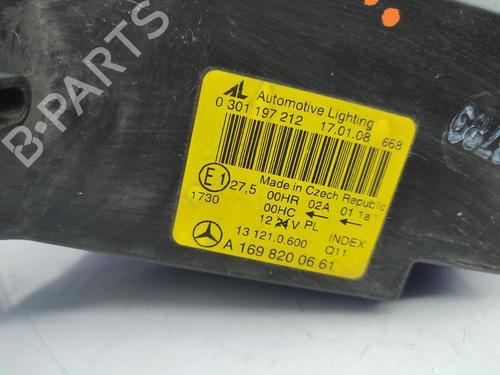 AL Automotive Lighting
0 301 197 212 17.01.08 668
Made in Czech Republic
E1 27,5 00HR 02A 01 1a
1730 00HC ← ←
12 V PL
13 121.0.600 INDEX
A 169 820 06 61 Q11
B-PARTS